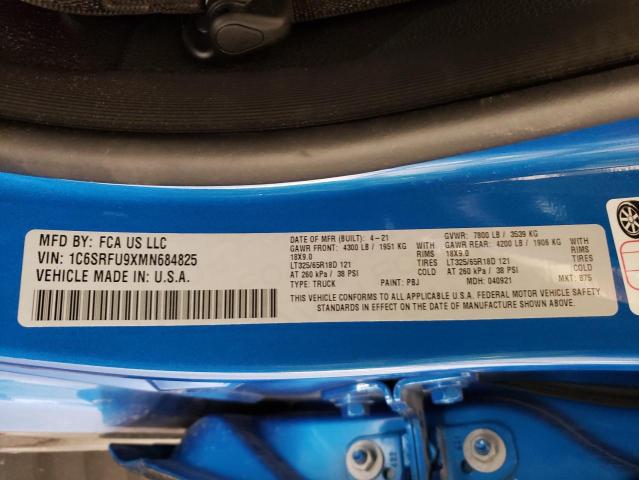 MFD BY: FCA US LLC
VIN: 1C6SRFU9XMN684825
VEHICLE MADE IN: U.S.A.
DATE OF MFR (BUILT): 4-21 GVWR: 7800 LB / 3539 KG
GAWR FRONT: 4300 LB / 1951 KG WITH GAWR REAR: 4200 LB / 1906 KG WITH
18X9.0 RIMS 18X9.0 RIMS
LT325/65R18D 121 TIRES LT325/65R18D 121 TIRES
AT 260 kPa / 38 PSI COLD AT 260 kPa / 38 PSI COLD
TYPE: TRUCK PAINT: PBJ MDH: 040921 MKT: B75
THIS VEHICLE CONFORMS TO ALL APPLICABLE U.S.A. FEDERAL MOTOR VEHICLE SAFETY
STANDARDS IN EFFECT ON THE DATE OF MANUFACTURE SHOWN ABOVE.